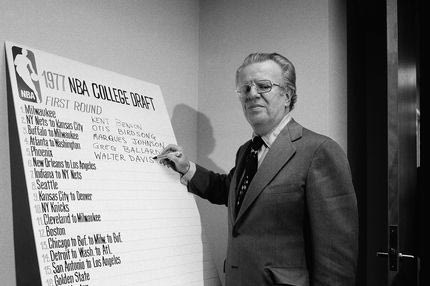 1977 NBA COLLEGE DRAFT
NBA
FIRST ROUND
1 Milwaukee KENT BENSON
2 NY Nets to Kansas City OTIS BIRDSONG
3 Buffalo to Milwaukee MARQUES JOHNSON
4 Atlanta to Washington GREG BALLARD
5 Phoenix WALTER DAVIS
6 New Orleans to Los Angeles
7 Indiana to NY Nets
8 Seattle
9 Kansas City to Denver
10 NY Knicks
11 Cleveland to Milwaukee
12 Boston
13 Chicago to Buf. to Milw. to Buf.
14 Detroit to Wash. to Atl.
15 San Antonio to Los Angeles
16 Golden State